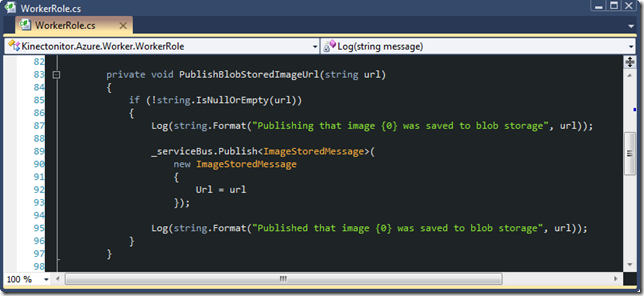 WorkerRole.cs
WorkerRole.cs
Kinectonitor.Azure.Worker.WorkerRole Log(string message)
82
83 private void PublishBlobStoredImageUrl(string url)
84 {
85 if (!string.IsNullOrEmpty(url))
86 {
87 Log(string.Format("Publishing that image {0} was saved to blob storage", url));
88
89 _serviceBus.Publish<ImageStoredMessage>(
90 new ImageStoredMessage
91 {
92 Url = url
93 });
94
95 Log(string.Format("Published that image {0} was saved to blob storage", url));
96 }
97 }
98
100 %